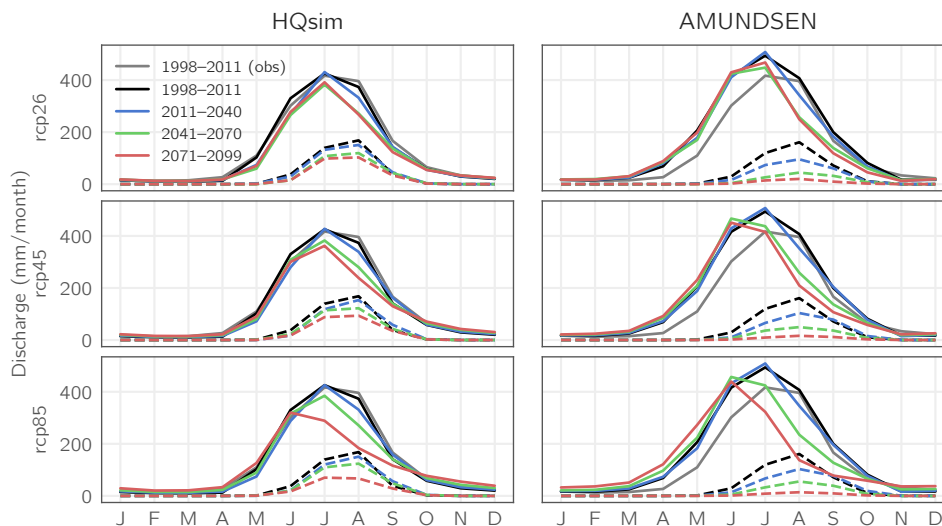 HQsim
AMUNDSEN
Discharge (mm/month)
rcp26
400
200
0
1998–2011 (obs)
1998–2011
2011–2040
2041–2070
2071–2099
rcp45
400
200
0
rcp85
400
200
0
J F M A M J J A S O N D
J F M A M J J A S O N D